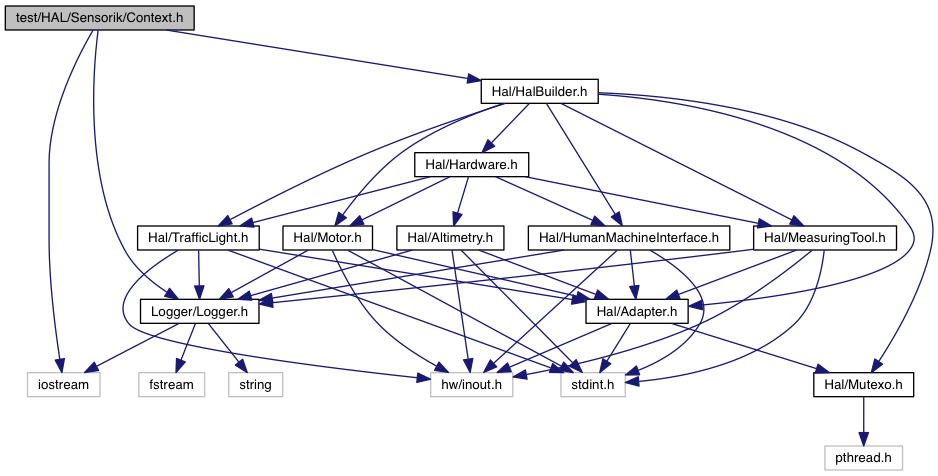 test/HAL/Sensorik/Context.h
Hal/HalBuilder.h
Hal/Hardware.h
Hal/TrafficLight.h
Hal/Motor.h
Hal/Altimetry.h
Hal/HumanMachineInterface.h
Hal/MeasuringTool.h
Logger/Logger.h
Hal/Adapter.h
iostream
fstream
string
hw/inout.h
stdint.h
Hal/Mutexo.h
pthread.h